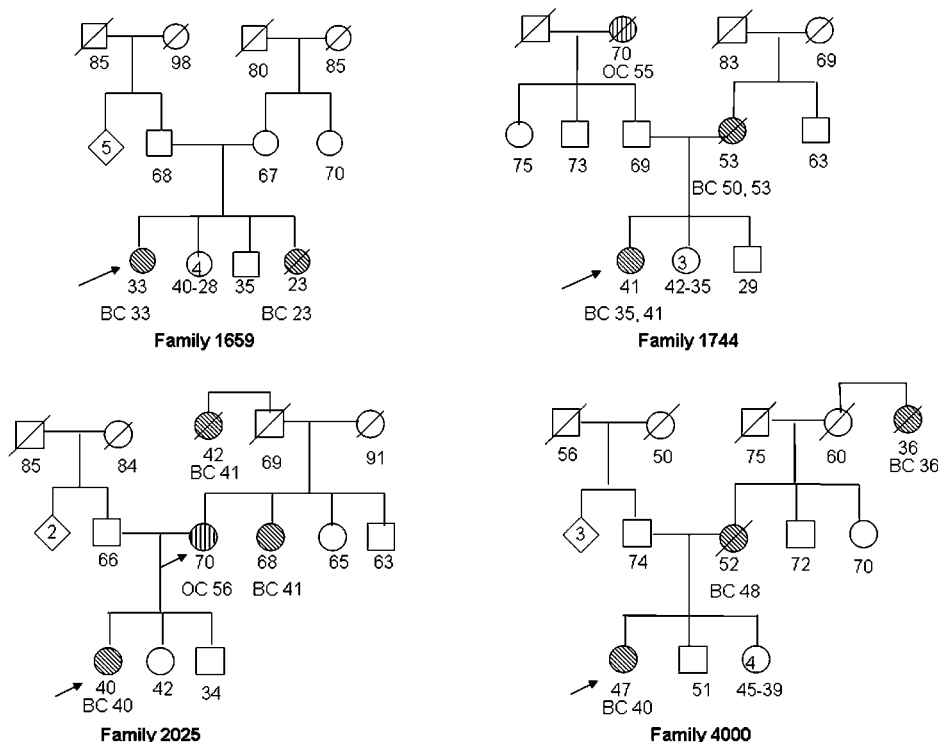 85 98 80 85
5
68 67 70
4
33 40-28 35 23
BC 33 BC 23
Family 1659
70 83 69
OC 55
75 73 69 53 63
BC 50, 53
3
41 42-35 29
BC 35, 41
Family 1744
42 69 91
BC 41
85 84
2
66 70 68 65 63
OC 56 BC 41
40 42 34
BC 40
Family 2025
56 50 75 60 36
BC 36
3
74 52 72 70
BC 48
4
47 51 45-39
BC 40
Family 4000